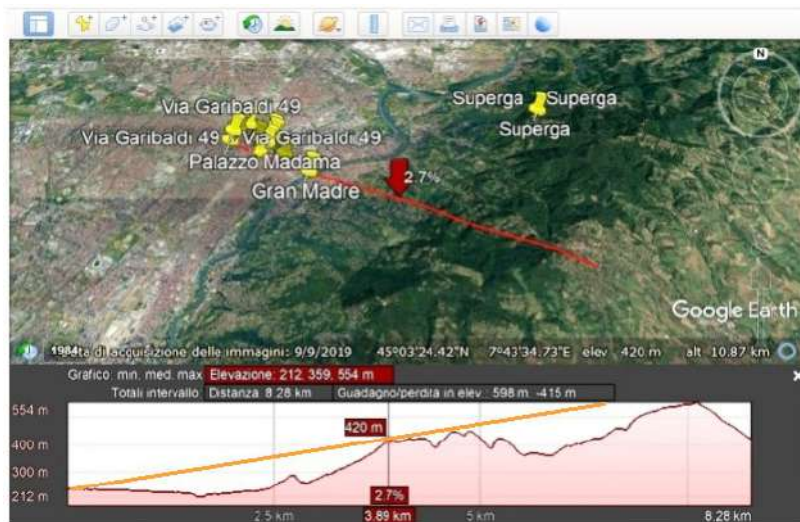 N
Via Garibaldi 49
Superga Superga
Via Garibaldi 49 Via Garibaldi 49
Superga
Palazzo Madama
2.7%
Gran Madre
Google Earth
1984 data di acquisizione delle immagini: 9/9/2019 45°03'24.42"N 7°43'34.73"E elev 420 m alt 10.87 km
Grafico: min. med. max Elevazione: 212, 359, 554 m
Totali intervallo: Distanza: 8.28 km Guadagno/perdita in elev.: 598 m, -415 m
554 m
420 m
400 m
300 m
212 m
2.7%
2.5 km 3.89 km 5 km 8.28 km